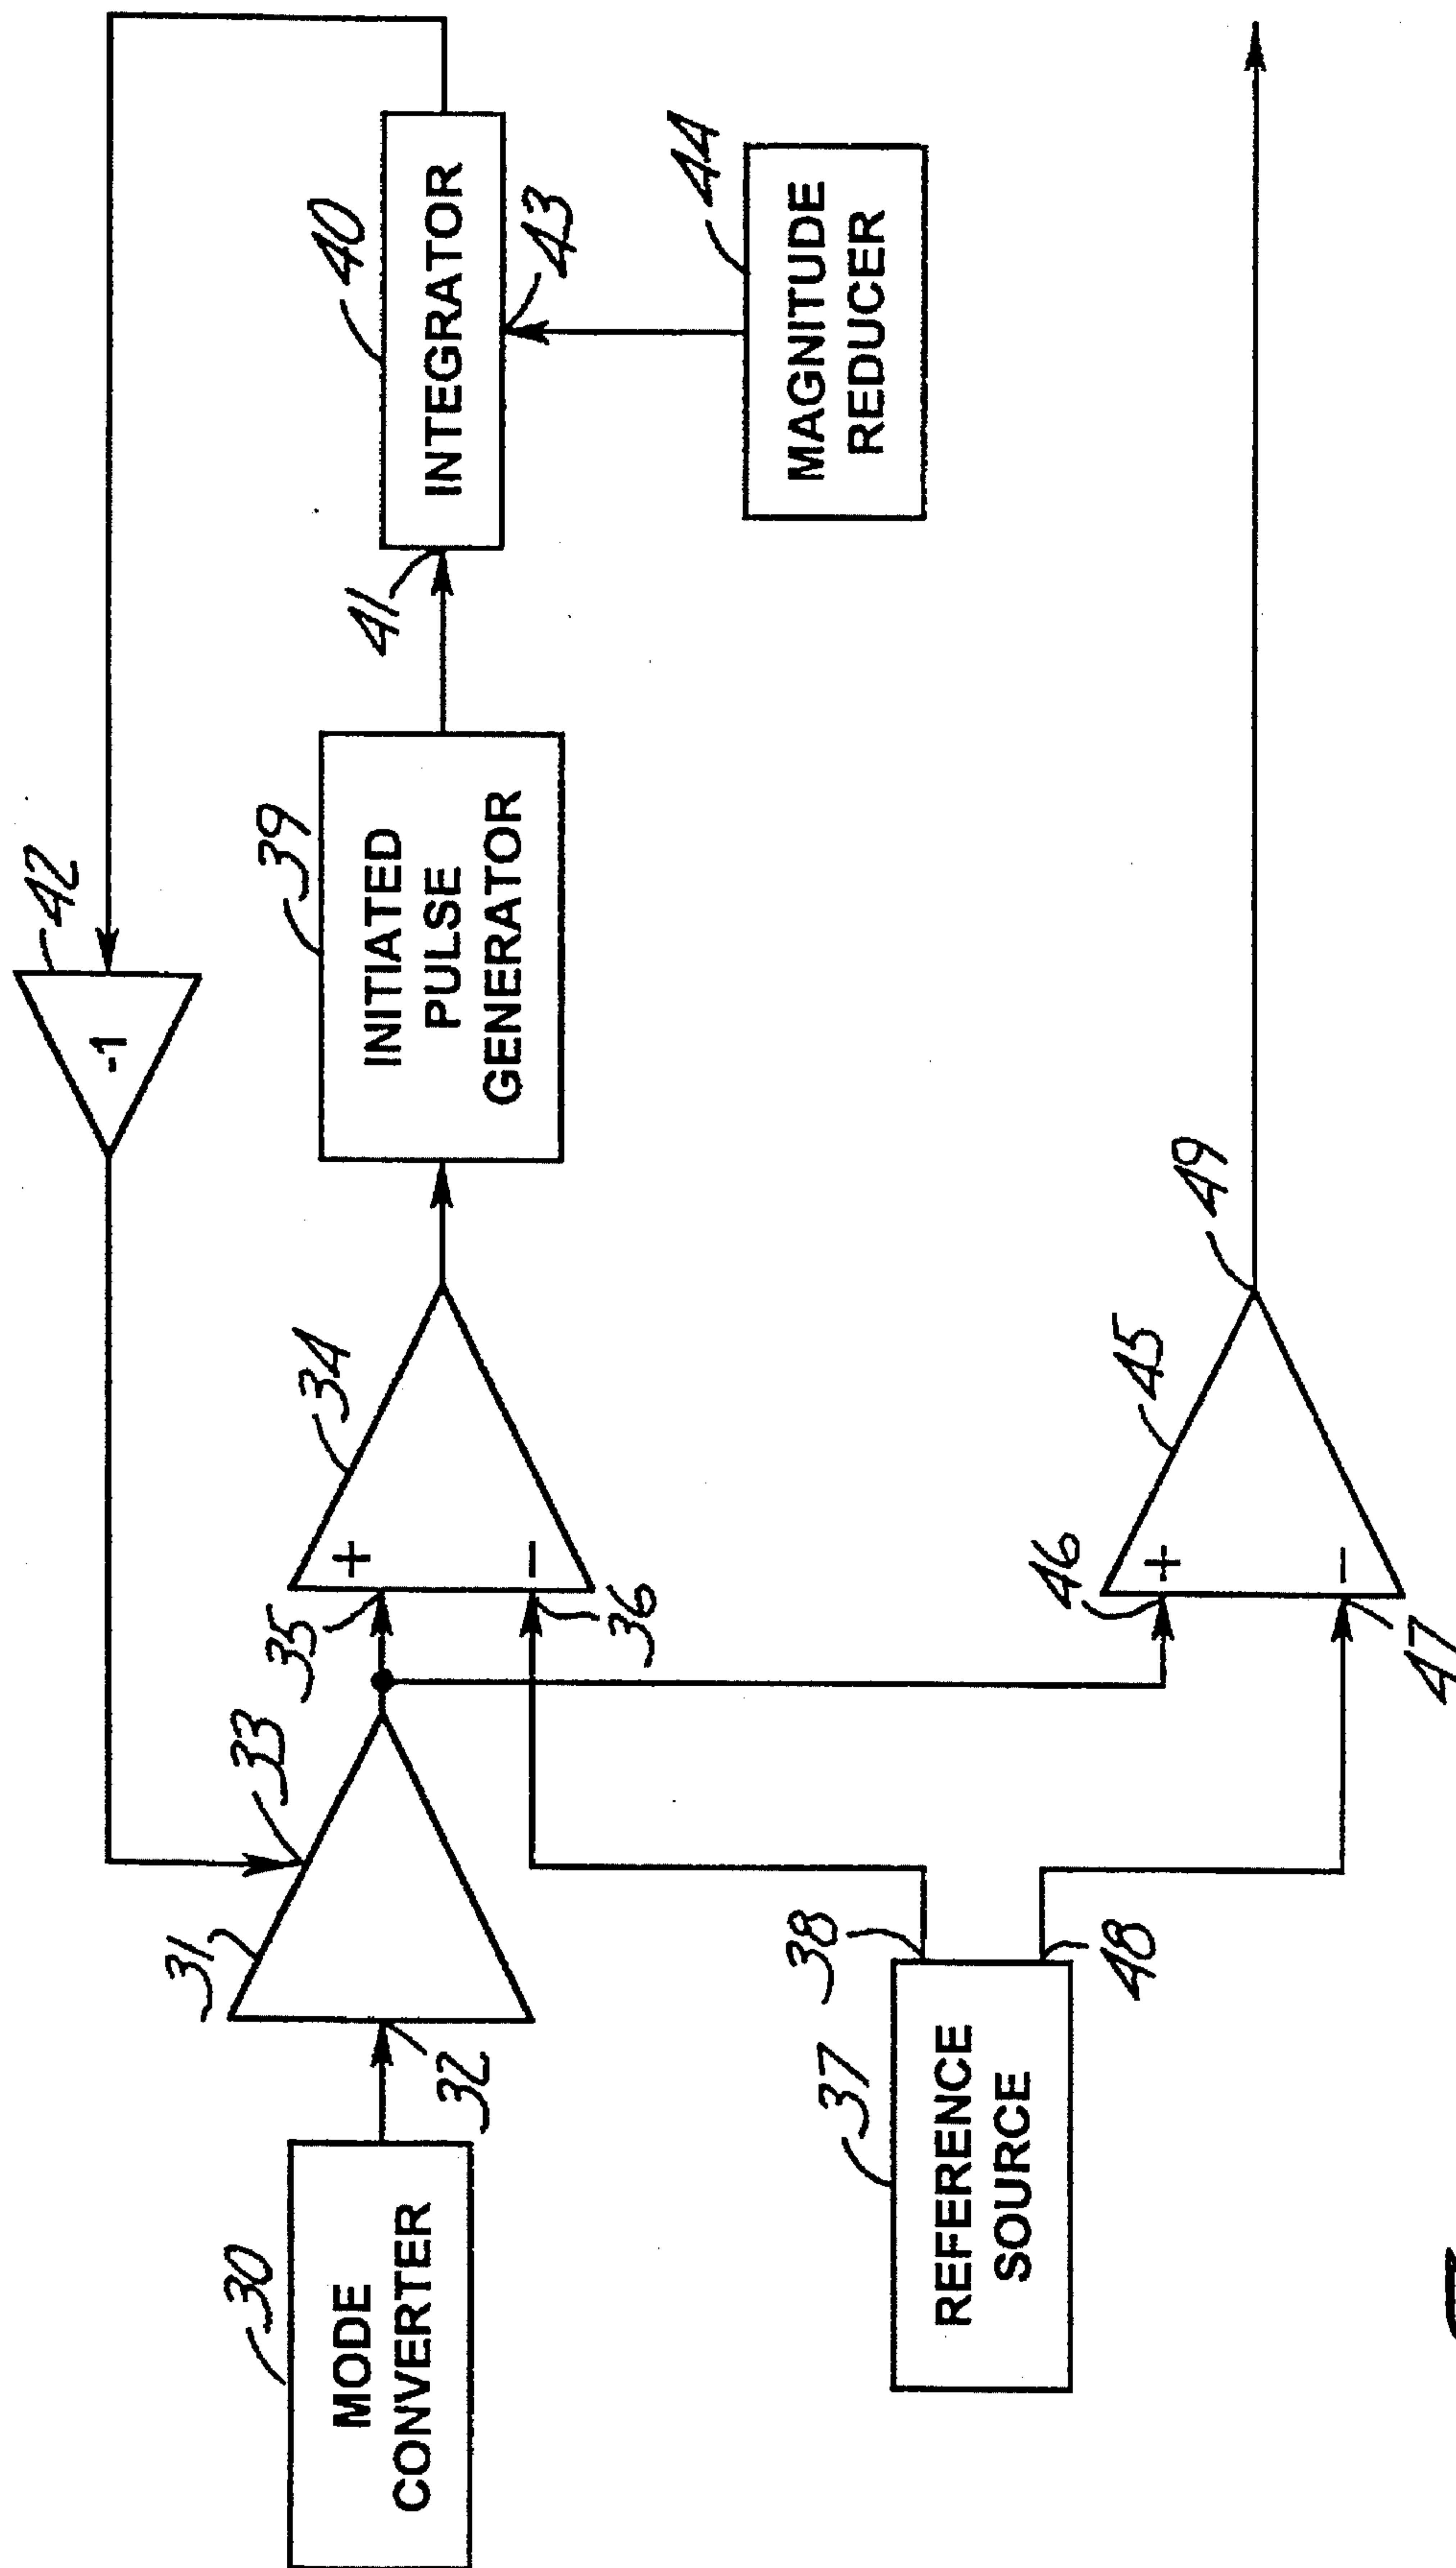 42
-1
40
INTEGRATOR
41
43
44
MAGNITUDE
REDUCER
39
INITIATED
PULSE
GENERATOR
34
+
-
35
36
33
31
32
30
MODE
CONVERTER
49
45
+
-
46
47
37
38
48
REFERENCE
SOURCE